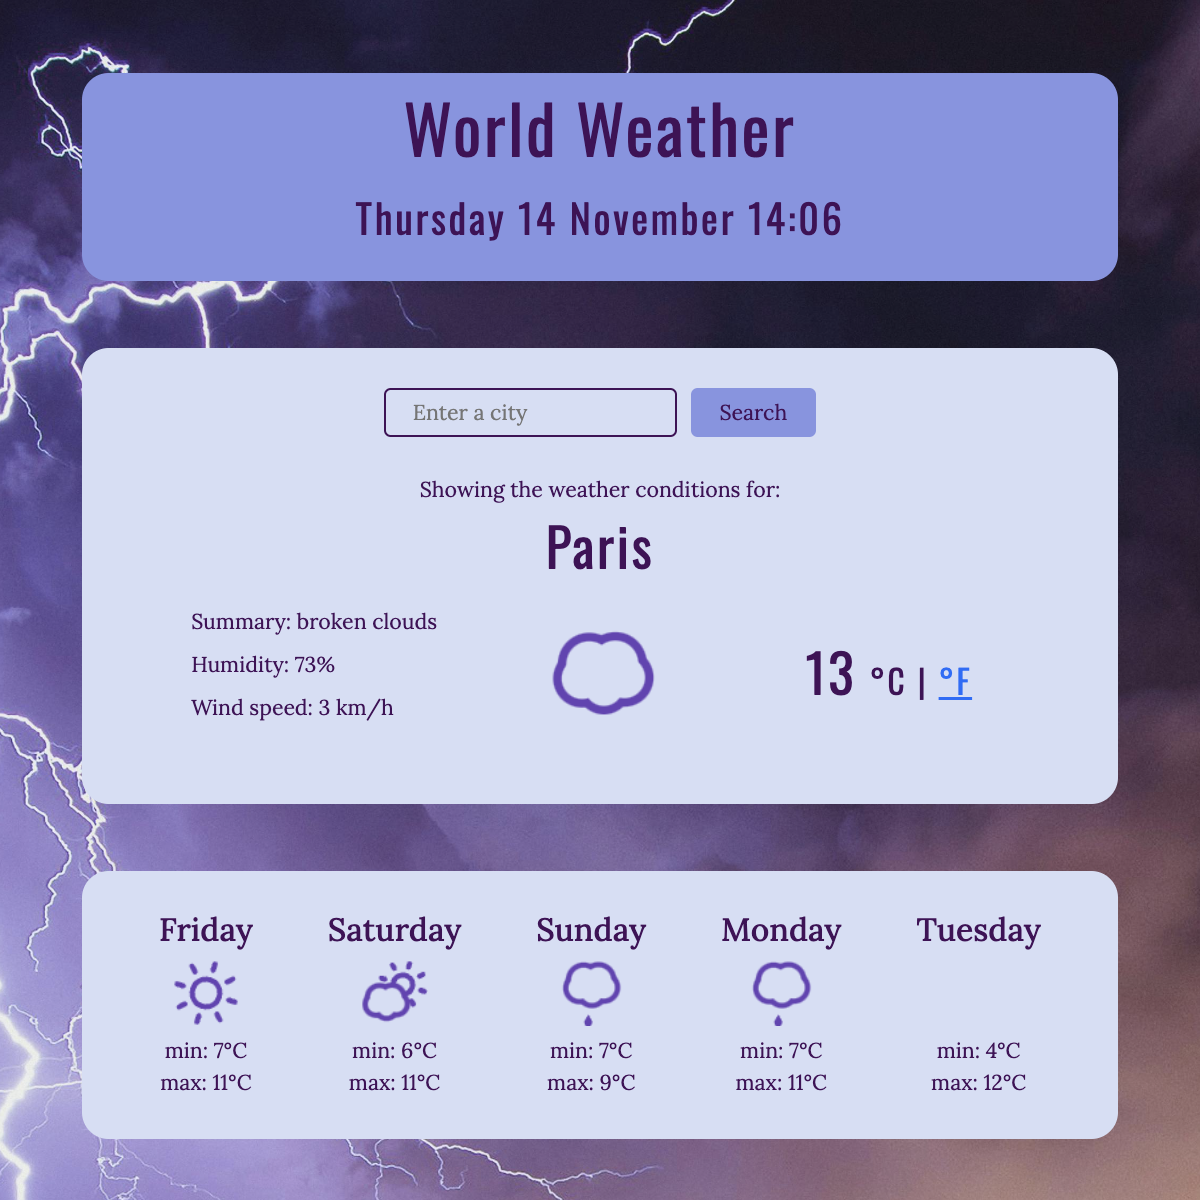 World Weather
Thursday 14 November 14:06
Enter a city
Search
Showing the weather conditions for:
Paris
Summary: broken clouds
Humidity: 73%
Wind speed: 3 km/h
13 °C | °F
Friday
min: 7°C
max: 11°C
Saturday
min: 6°C
max: 11°C
Sunday
min: 7°C
max: 9°C
Monday
min: 7°C
max: 11°C
Tuesday
min: 4°C
max: 12°C